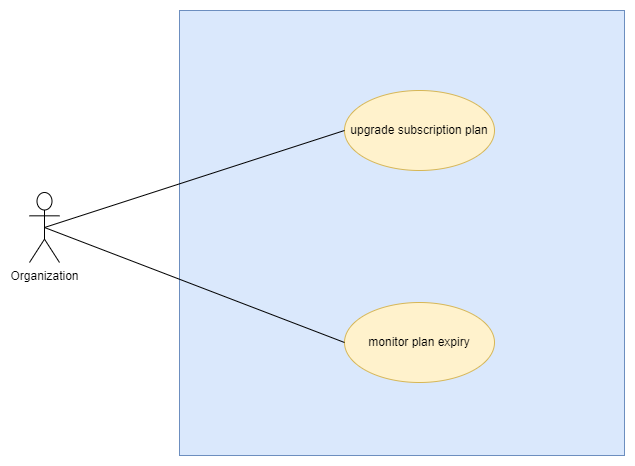 upgrade subscription plan
Organization
monitor plan expiry